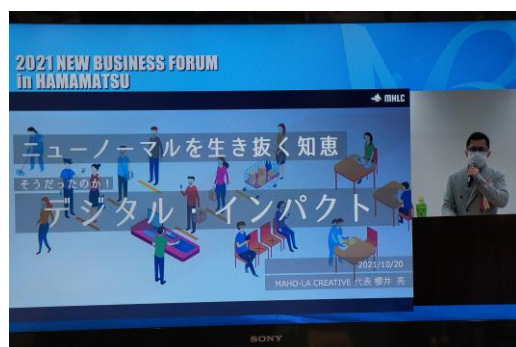 2021 NEW BUSINESS FORUM
in HAMAMATSU
MHLC
ニューノーマルを生き抜く知恵
そうだったのか!
デジタル・インパクト
2021/10/20
MAHO-LA CREATIVE 代表 櫻井 亮
SONY